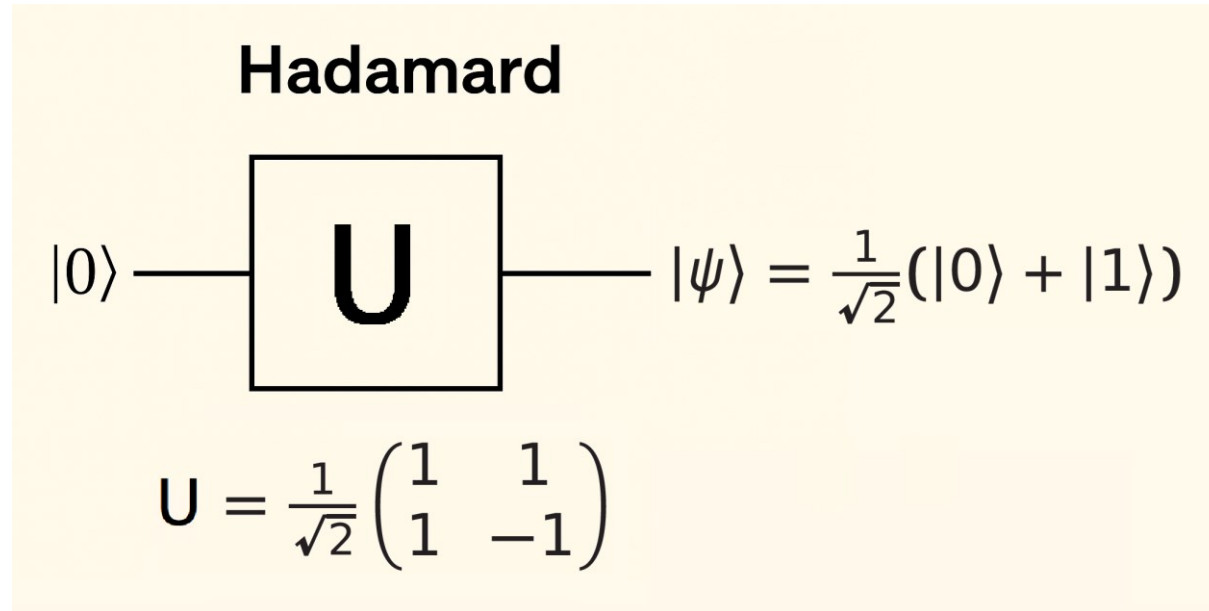 Hadamard
|0⟩ U |ψ⟩ = 1/√2 (|0⟩ + |1⟩)
U = 1/√2 (1 1
1 −1)